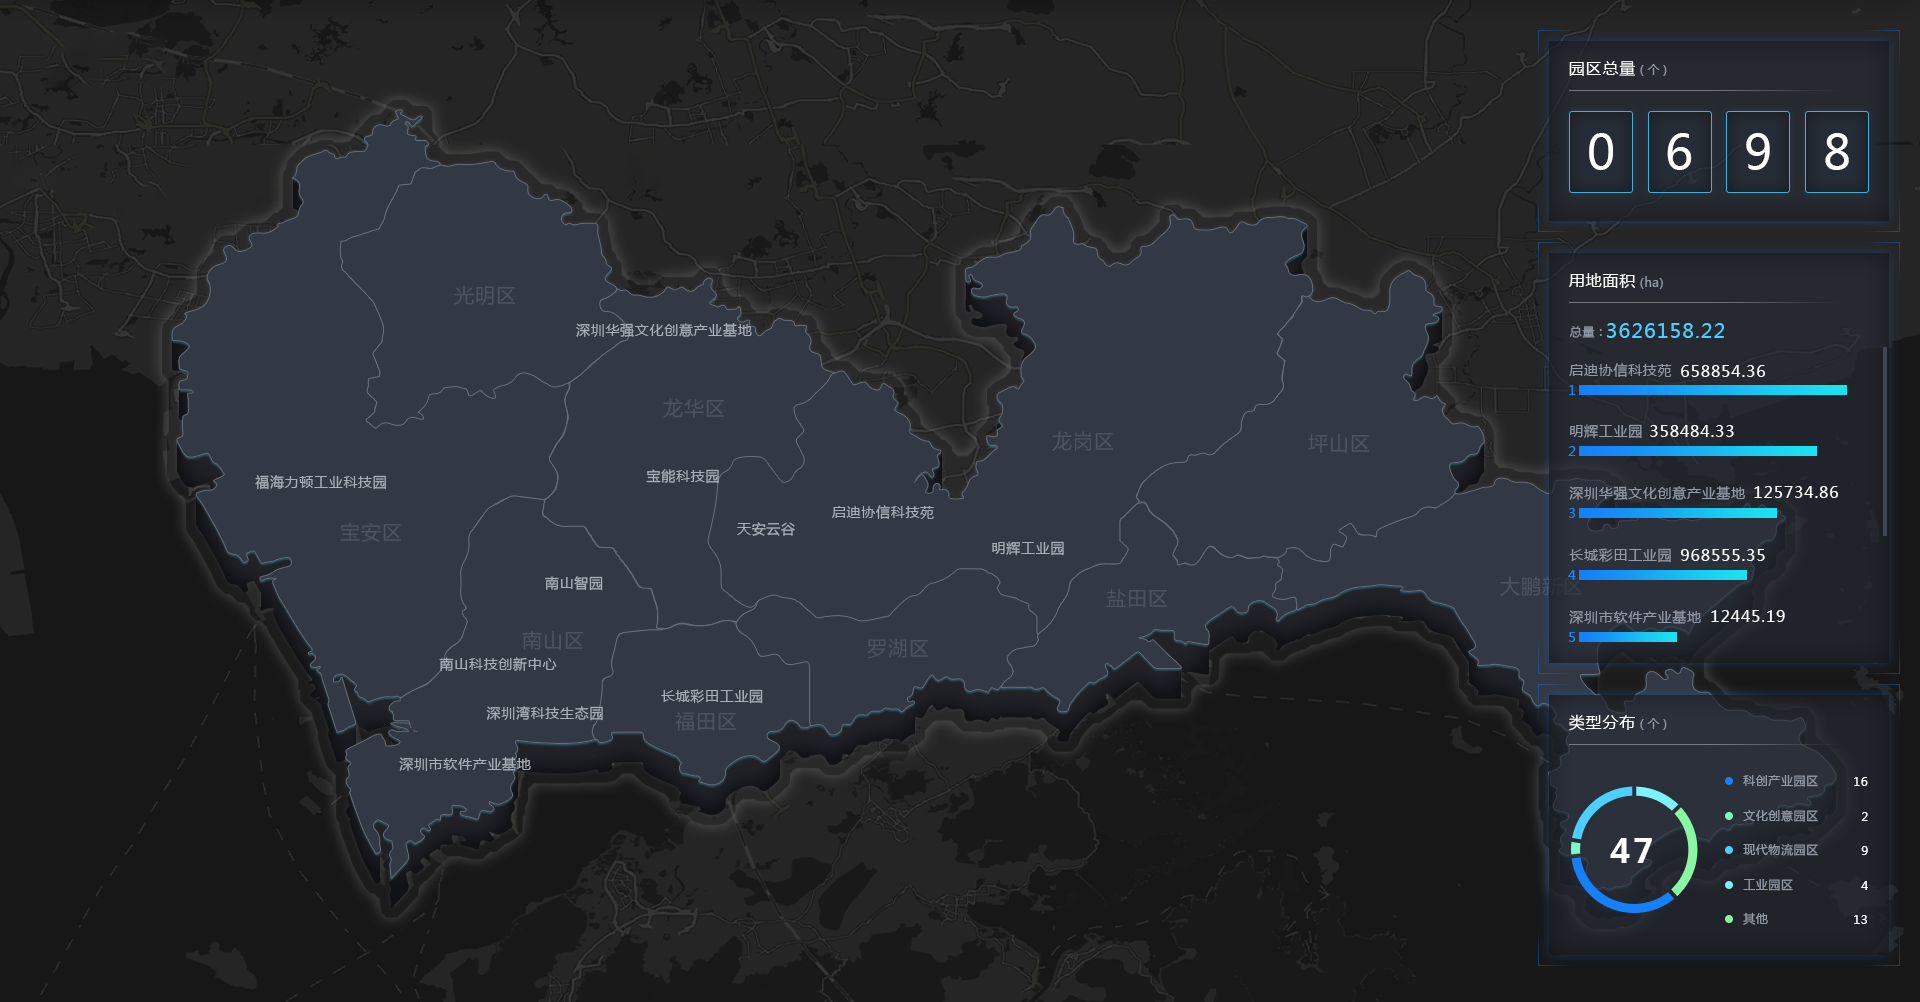 光明区
深圳华强文化创意产业基地
龙华区
龙岗区
坪山区
福海力顿工业科技园
宝能科技园
启迪协信科技苑
宝安区
天安云谷
明辉工业园
南山智园
盐田区
大鹏新区
南山区
罗湖区
南山科技创新中心
长城彩田工业园
深圳湾科技生态园
福田区
深圳市软件产业基地
园区总量 ( 个 )
0 6 9 8
用地面积 (ha)
总量 : 3626158.22
启迪协信科技苑 658854.36
1
明辉工业园 358484.33
2
深圳华强文化创意产业基地 125734.86
3
长城彩田工业园 968555.35
4
深圳市软件产业基地 12445.19
5
类型分布 ( 个 )
47
科创产业园区 16
文化创意园区 2
现代物流园区 9
工业园区 4
其他 13